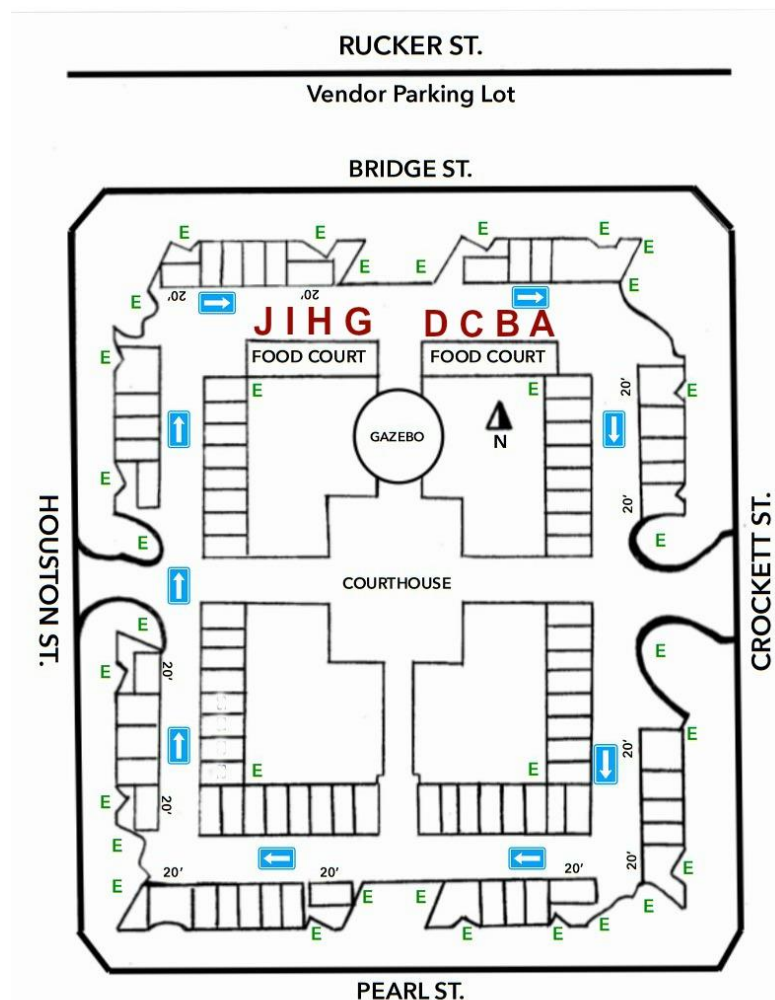 RUCKER ST.
Vendor Parking Lot
BRIDGE ST.
E E E E
E E E E
E
20' 20'
E
J I H G D C B A
FOOD COURT FOOD COURT
E
E E
20'
E
GAZEBO
N
E
20'
E E
HOUSTON ST.
CROCKETT ST.
COURTHOUSE
E
E
E
20'
E
20'
E E
E
20'
E
20'
E
20' 20' 20'
E
E E
E
E E E E
PEARL ST.